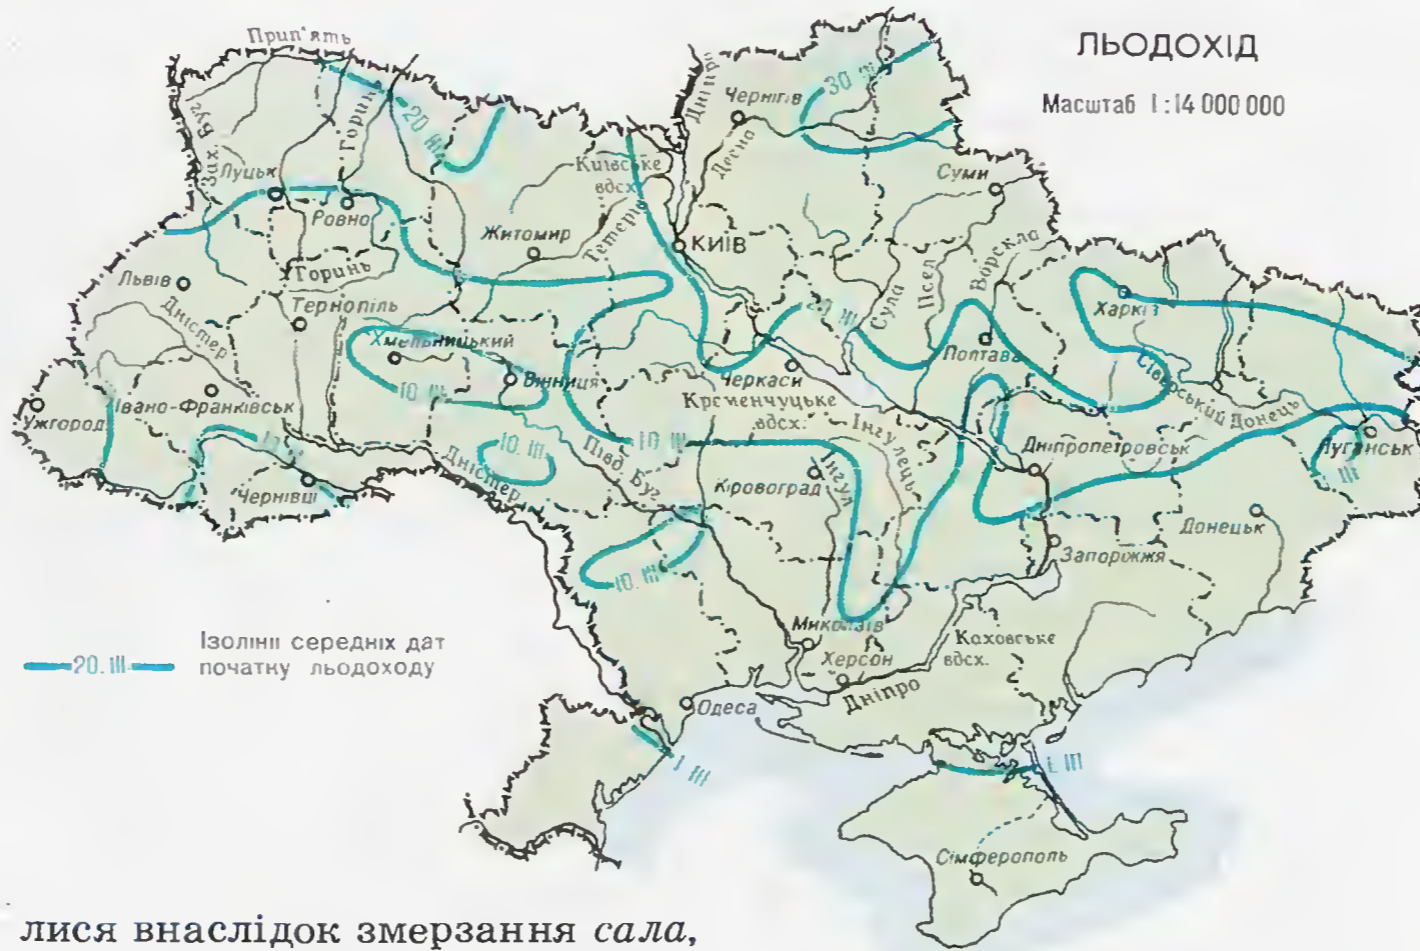 ЛЬОДОХІД
Масштаб 1:14 000 000
Прип'ять
Дніпро
30. III
Чернігів
Зах. Буг
Горинь
20 III
Десна
Київське
вдсх.
Суми
Луцьк
Ровно
Тетерів
Житомир
КИЇВ
Ворскла
Псел
Сула
Горинь
Львів
Тернопіль
Дністер
20 III
Харків
Хмельницький
Полтава
Вінниця
10 III
Черкаси
Сіверський Донець
Кременчуцьке
вдсх.
Івано-Франківськ
Ужгород
10. III
10. III
Інгулець
Дніпропетровськ
Луганськ
III
Дністер
Півд. Буг
Кіровоград
Інгул
Чернівці
Донецьк
Запоріжжя
10. III
Миколаїв
Каховське
вдсх.
Херсон
Дніпро
20. III
Ізолінії середніх дат
початку льодоходу
Одеса
1 III
1. III
Сімферополь
лися внаслідок змерзання сала,